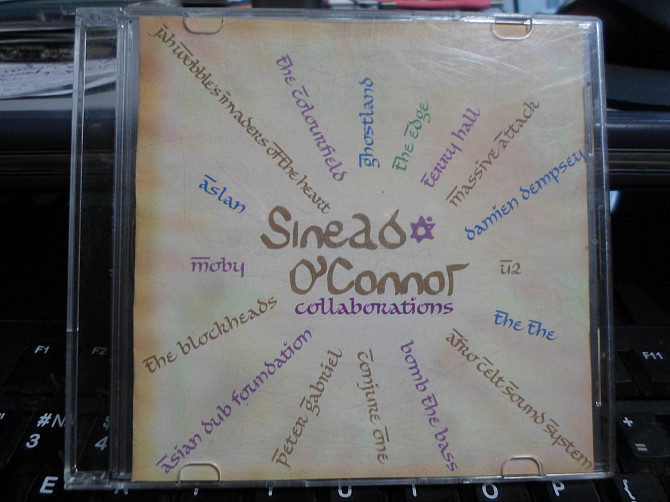 jah wobbles invaders of the heart
the colourfield
ghostland
the edge
terry hall
massive attack
damien dempsey
aslan
Sinead
O'Connor
collaborations
moby
u2
the blockheads
the the
asian dub foundation
peter gabriel
conjure one
bomb the bass
afro celt sound system
F1
F2
F11
#
3
$
4
+
=
E
T
U
I
O
P
{
[